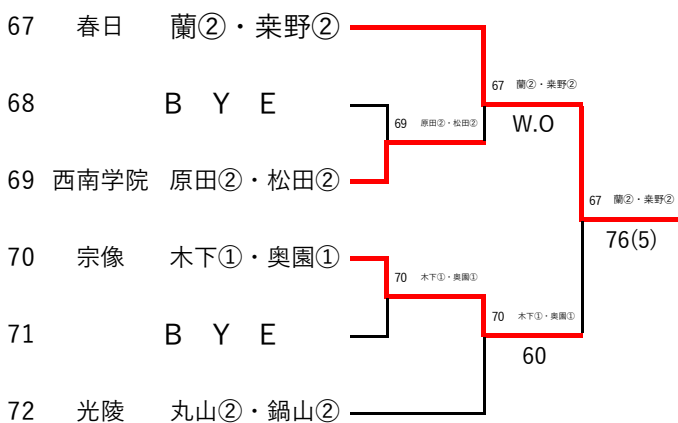 67 春日 蘭②・桒野②
67 蘭②・桒野②
68 B Y E
W.O
69 原田②・松田②
69 西南学院 原田②・松田②
67 蘭②・桒野②
76(5)
70 宗像 木下①・奥園①
70 木下①・奥園①
70 木下①・奥園①
71 B Y E
60
72 光陵 丸山②・鍋山②